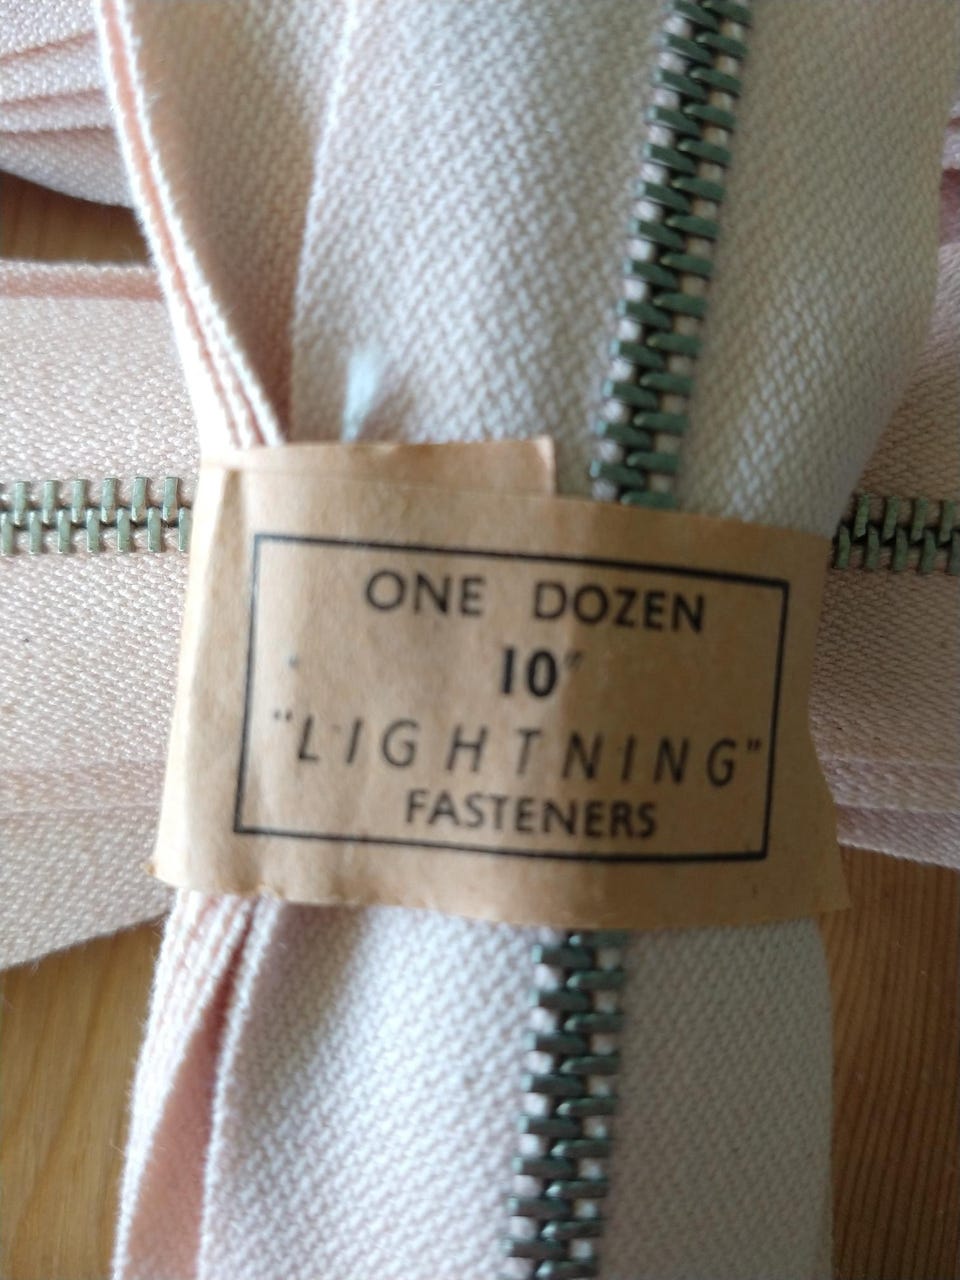 ONE DOZEN
10"
"LIGHTNING"
FASTENERS